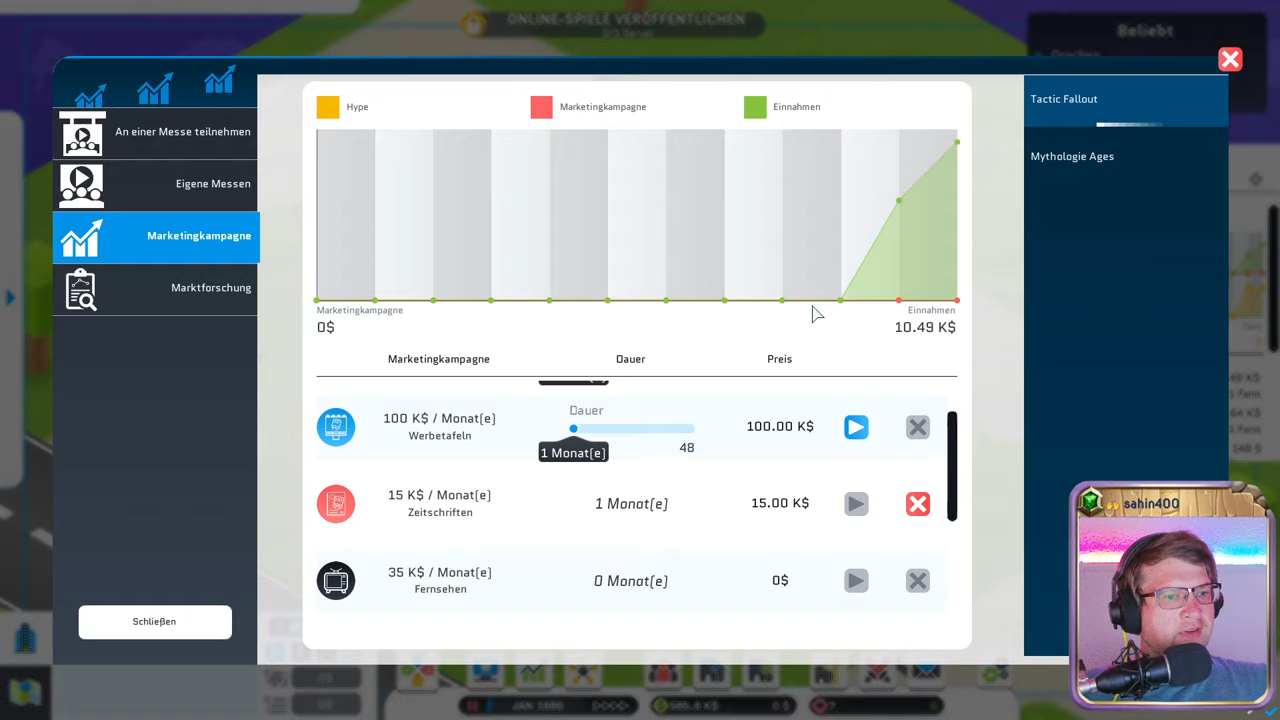 ONLINE-SPIELE VERÖFFENTLICHEN
Beliebt
An einer Messe teilnehmen
Eigene Messen
Marketingkampagne
Marktforschung
Schließen
Hype
Marketingkampagne
Einnahmen
Marketingkampagne
0$
Einnahmen
10.49 K$
Marketingkampagne
Dauer
Preis
100 K$ / Monat(e)
Werbetafeln
Dauer
1 Monat(e)
48
100.00 K$
15 K$ / Monat(e)
Zeitschriften
1 Monat(e)
15.00 K$
35 K$ / Monat(e)
Fernsehen
0 Monat(e)
0$
Tactic Fallout
Mythologie Ages
sahin400